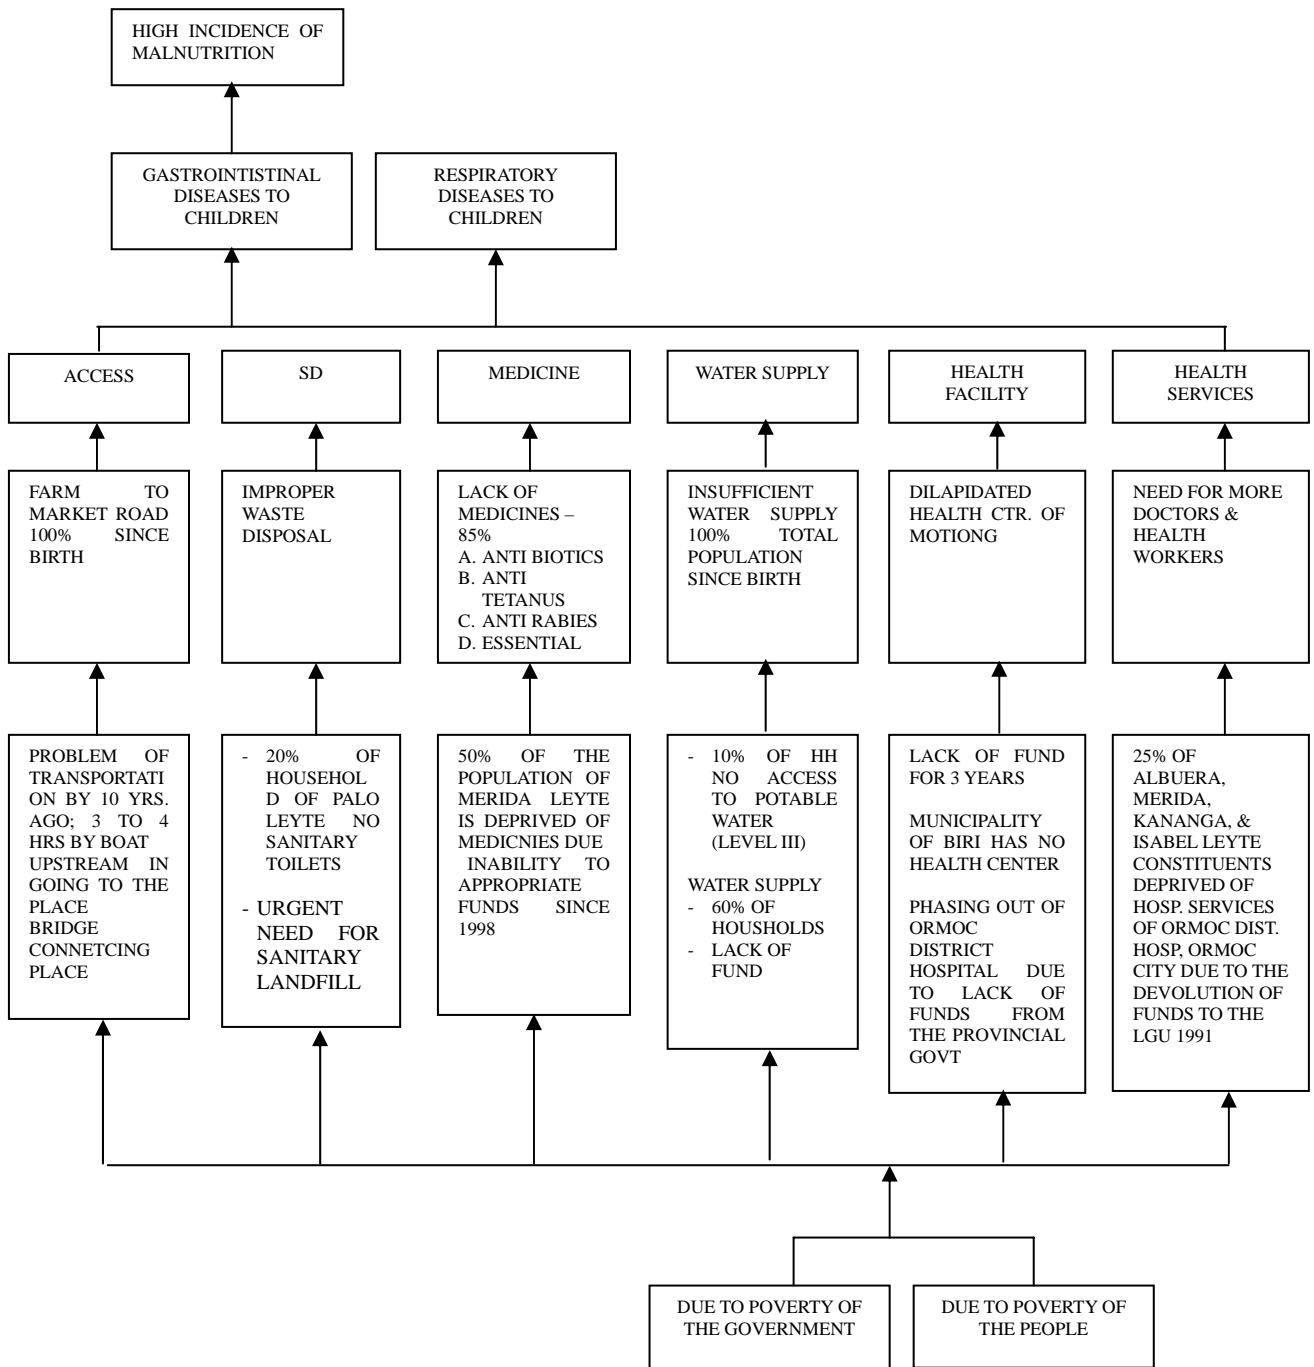 HIGH INCIDENCE OF
MALNUTRITION
GASTROINTISTINAL
DISEASES TO
CHILDREN
RESPIRATORY
DISEASES TO
CHILDREN
ACCESS
SD
MEDICINE
WATER SUPPLY
HEALTH
FACILITY
HEALTH
SERVICES
FARM TO
MARKET ROAD
100% SINCE
BIRTH
IMPROPER
WASTE
DISPOSAL
LACK OF
MEDICINES –
85%
A. ANTI BIOTICS
B. ANTI
TETANUS
C. ANTI RABIES
D. ESSENTIAL
INSUFFICIENT
WATER SUPPLY
100% TOTAL
POPULATION
SINCE BIRTH
DILAPIDATED
HEALTH CTR. OF
MOTIONG
NEED FOR MORE
DOCTORS &
HEALTH
WORKERS
PROBLEM OF
TRANSPORTATI
ON BY 10 YRS.
AGO; 3 TO 4
HRS BY BOAT
UPSTREAM IN
GOING TO THE
PLACE
BRIDGE
CONNETCING
PLACE
- 20% OF
HOUSEHOL
D OF PALO
LEYTE NO
SANITARY
TOILETS
- URGENT
NEED FOR
SANITARY
LANDFILL
50% OF THE
POPULATION OF
MERIDA LEYTE
IS DEPRIVED OF
MEDICNIES DUE
INABILITY TO
APPROPRIATE
FUNDS SINCE
1998
- 10% OF HH
NO ACCESS
TO POTABLE
WATER
(LEVEL III)
WATER SUPPLY
- 60% OF
HOUSHOLDS
- LACK OF
FUND
LACK OF FUND
FOR 3 YEARS
MUNICIPALITY
OF BIRI HAS NO
HEALTH CENTER
PHASING OUT OF
ORMOC
DISTRICT
HOSPITAL DUE
TO LACK OF
FUNDS FROM
THE PROVINCIAL
GOVT
25% OF
ALBUERA,
MERIDA,
KANANGA, &
ISABEL LEYTE
CONSTITUENTS
DEPRIVED OF
HOSP. SERVICES
OF ORMOC DIST.
HOSP, ORMOC
CITY DUE TO THE
DEVOLUTION OF
FUNDS TO THE
LGU 1991
DUE TO POVERTY OF
THE GOVERNMENT
DUE TO POVERTY OF
THE PEOPLE